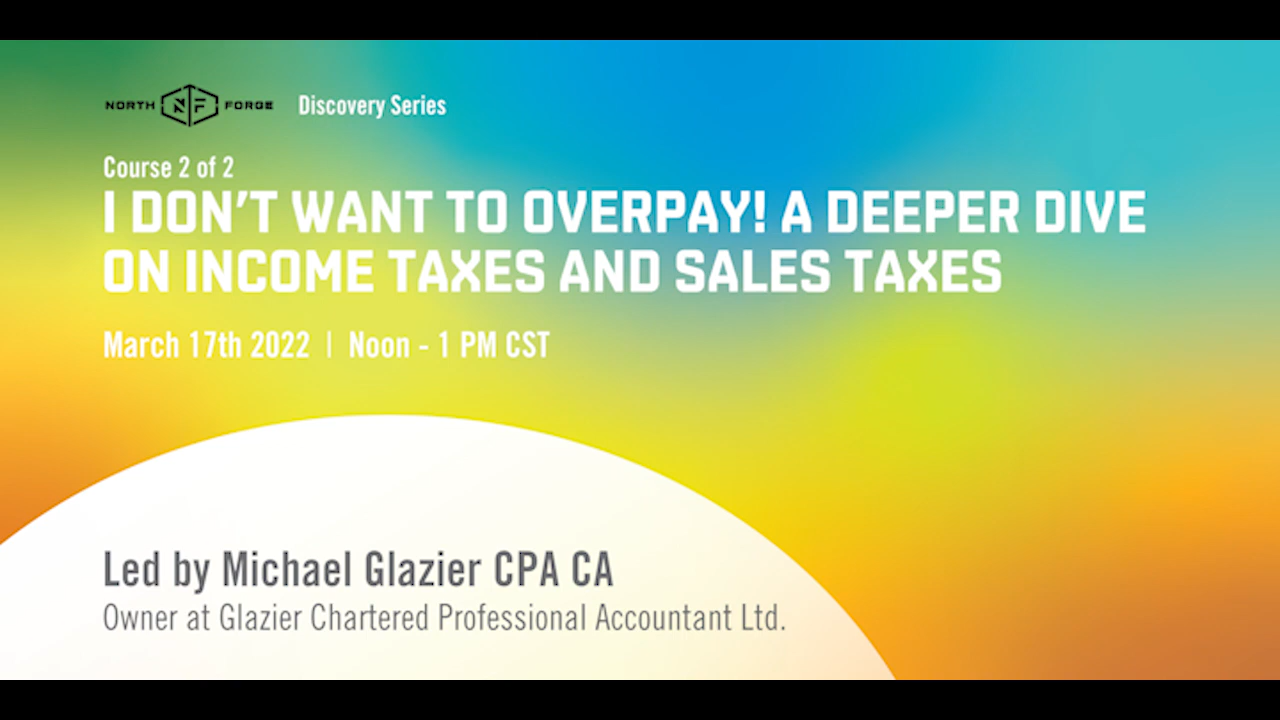 NORTH NF FORGE Discovery Series
Course 2 of 2
I DON'T WANT TO OVERPAY! A DEEPER DIVE
ON INCOME TAXES AND SALES TAXES
March 17th 2022 | Noon - 1 PM CST
Led by Michael Glazier CPA CA
Owner at Glazier Chartered Professional Accountant Ltd.